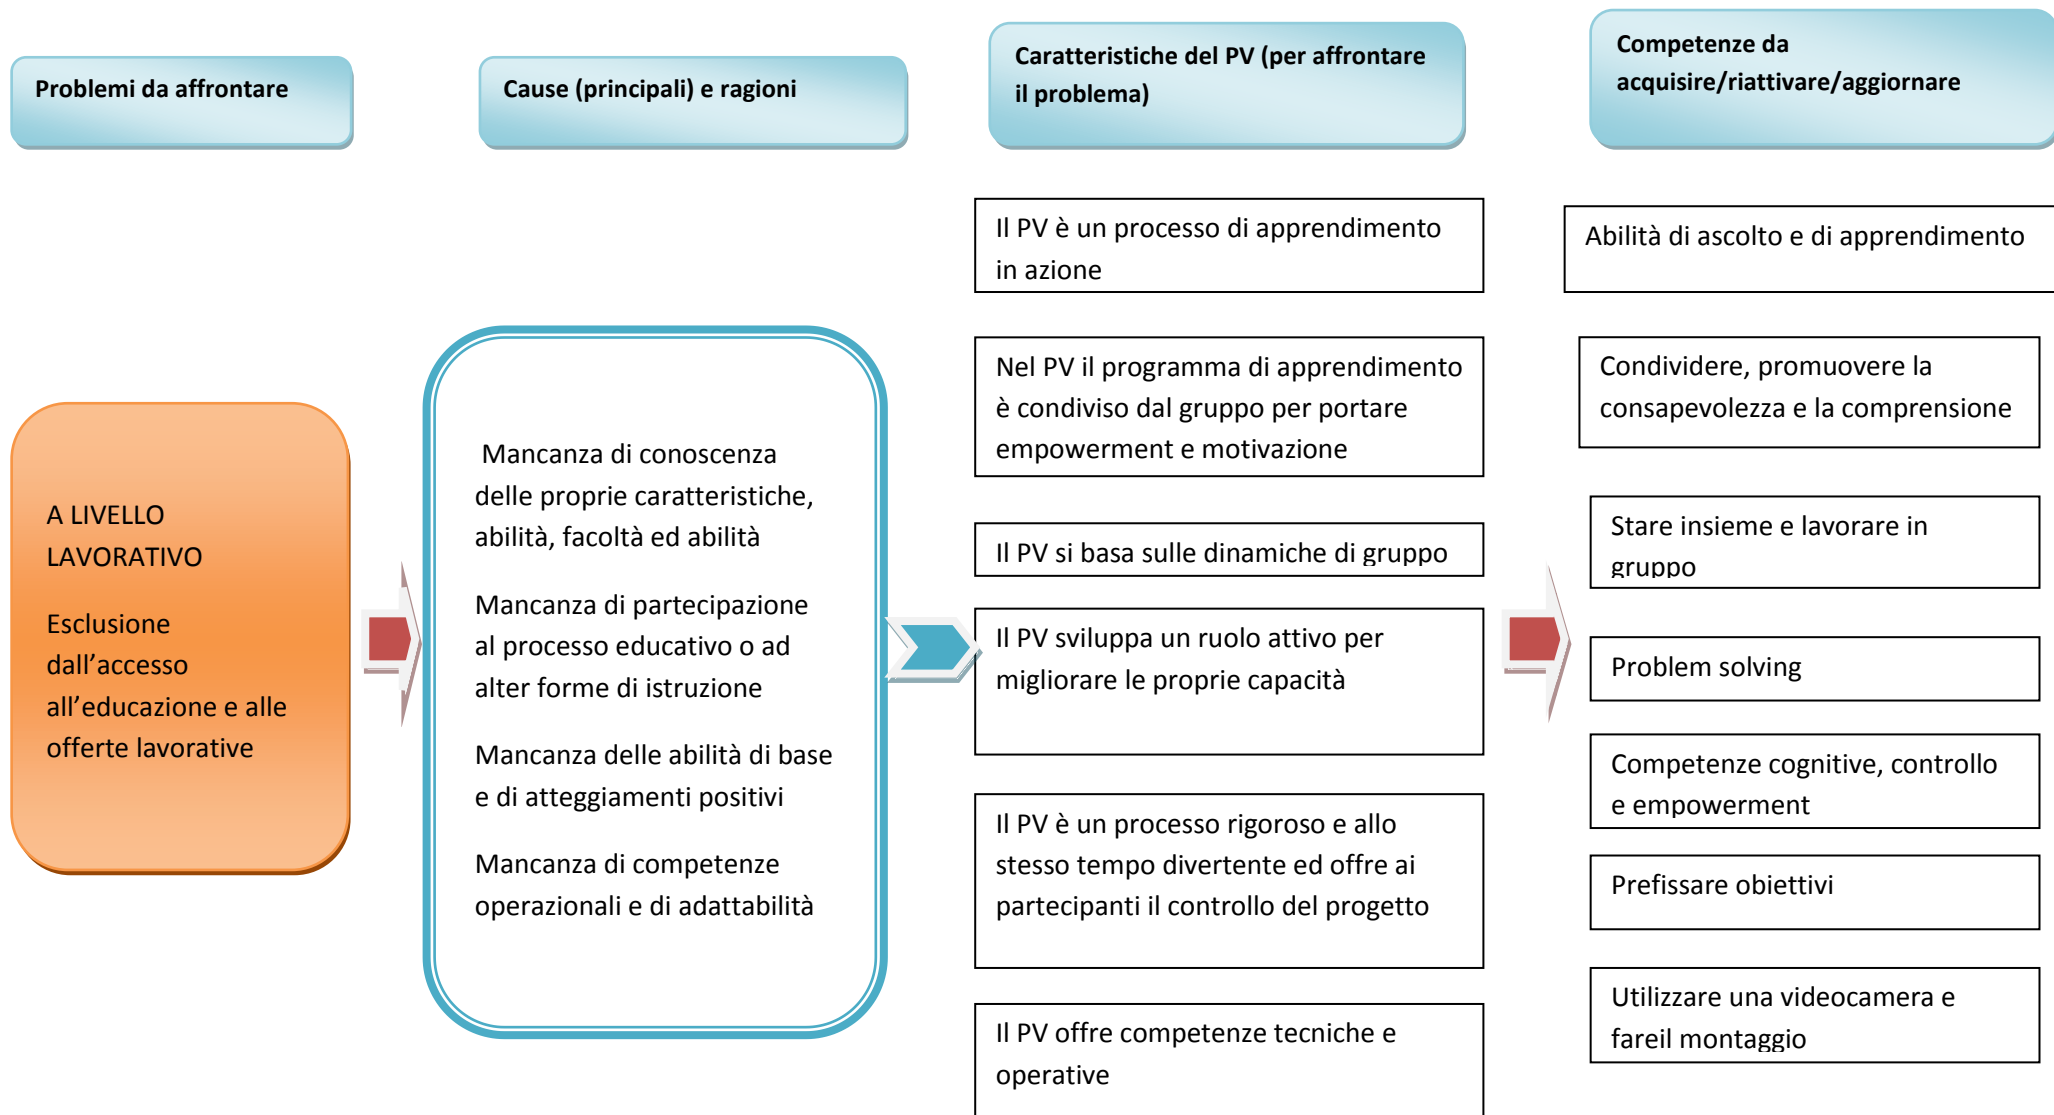 Problemi da affrontare
Cause (principali) e ragioni
Caratteristiche del PV (per affrontare
il problema)
Competenze da
acquisire/riattivare/aggiornare
A LIVELLO
LAVORATIVO
Esclusione
dall’accesso
all’educazione e alle
offerte lavorative
Mancanza di conoscenza
delle proprie caratteristiche,
abilità, facoltà ed abilità
Mancanza di partecipazione
al processo educativo o ad
alter forme di istruzione
Mancanza delle abilità di base
e di atteggiamenti positivi
Mancanza di competenze
operazionali e di adattabilità
Il PV è un processo di apprendimento
in azione
Nel PV il programma di apprendimento
è condiviso dal gruppo per portare
empowerment e motivazione
Il PV si basa sulle dinamiche di gruppo
Il PV sviluppa un ruolo attivo per
migliorare le proprie capacità
Il PV è un processo rigoroso e allo
stesso tempo divertente ed offre ai
partecipanti il controllo del progetto
Il PV offre competenze tecniche e
operative
Abilità di ascolto e di apprendimento
Condividere, promuovere la
consapevolezza e la comprensione
Stare insieme e lavorare in
gruppo
Problem solving
Competenze cognitive, controllo
e empowerment
Prefissare obiettivi
Utilizzare una videocamera e
fareil montaggio